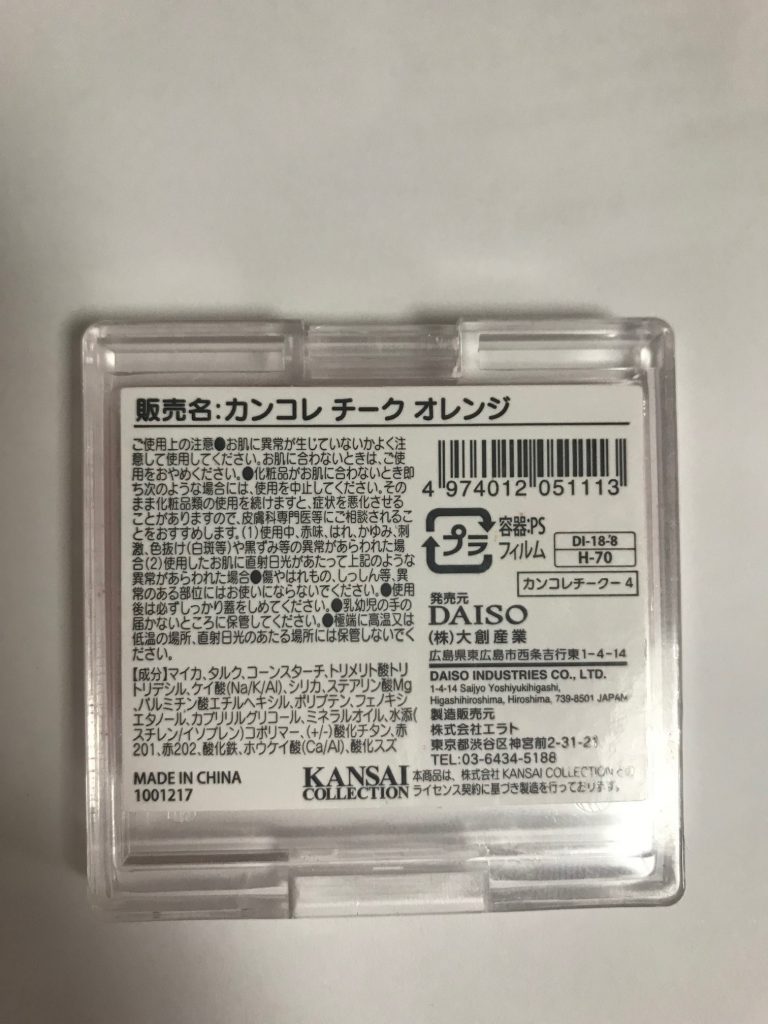 販売名:カンコレ チーク オレンジ
ご使用上の注意●お肌に異常が生じていないかよく注
意して使用してください。お肌に合わないときは、ご使
用をおやめください。●化粧品がお肌に合わないとき即
ち次のような場合には、使用を中止してください。その
まま化粧品類の使用を続けますと、症状を悪化させる
ことがありますので、皮膚科専門医等にご相談されるこ
とをおすすめします。(1)使用中、赤味、はれ、かゆみ、刺
激、色抜け(白斑等)や黒ずみ等の異常があらわれた場
合(2)使用したお肌に直射日光があたって上記のような
異常があらわれた場合●傷やはれもの、しっしん等、異
常のある部位にはお使いにならないでください。●使用
後は必ずしっかり蓋をしめてください。●乳幼児の手の
届かないところに保管してください。●極端に高温又は
低温の場所、直射日光のあたる場所には保管しないでく
ださい。
【成分】マイカ、タルク、コーンスターチ、トリメリト酸トリ
トリデシル、ケイ酸(Na/K/Al)、シリカ、ステアリン酸Mg
、パルミチン酸エチルヘキシル、ポリブテン、フェノキシ
エタノール、カプリリルグリコール、ミネラルオイル、水添(
スチレン/イソプレン)コポリマー、(+/-)酸化チタン、赤
201、赤202、酸化鉄、ホウケイ酸(Ca/Al)、酸化スズ
MADE IN CHINA
1001217
4 974012 051113
プラ
容器:PS
フィルム
DI-18-8
H-70
カンコレチークー4
発売元
DAISO
(株)大創産業
広島県東広島市西条吉行東1-4-14
DAISO INDUSTRIES CO., LTD.
1-4-14 Saijyo Yoshiyukihigashi,
Higashihiroshima, Hiroshima, 739-8501 JAPAN
製造販売元
株式会社エラト
東京都渋谷区神宮前2-31-21
TEL:03-6434-5188
KANSAI
COLLECTION
本商品は、株式会社 KANSAI COLLECTION との
ライセンス契約に基づき製造を行っております。